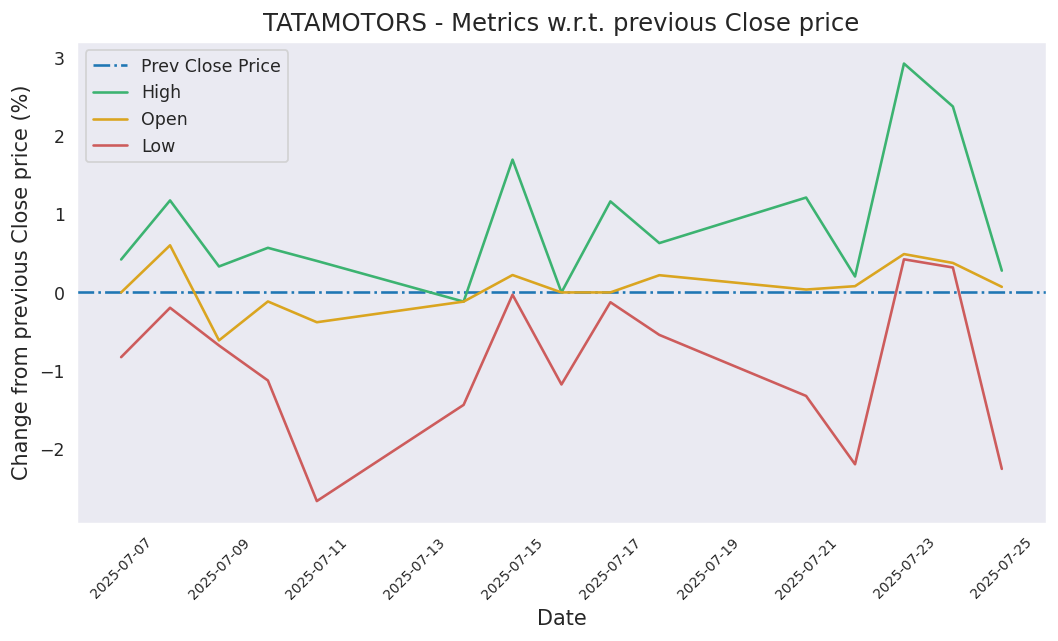 TATAMOTORS - Metrics w.r.t. previous Close price
Change from previous Close price (%)
3
2
1
0
−1
−2
Prev Close Price
High
Open
Low
2025-07-07
2025-07-09
2025-07-11
2025-07-13
2025-07-15
2025-07-17
2025-07-19
2025-07-21
2025-07-23
2025-07-25
Date